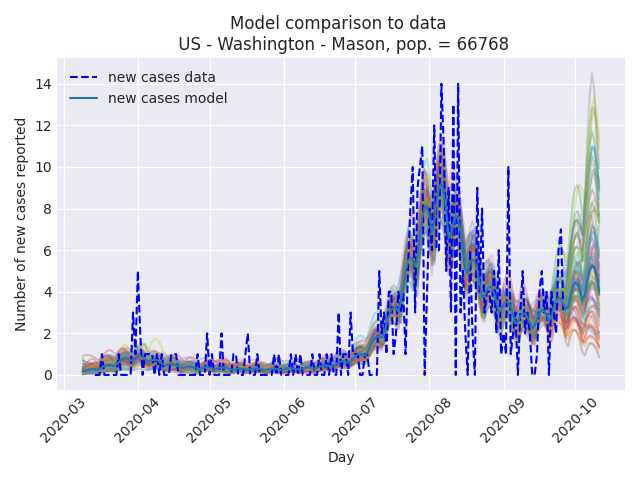 Model comparison to data
US - Washington - Mason, pop. = 66768
new cases data
new cases model
Number of new cases reported
14
12
10
8
6
4
2
0
2020-03
2020-04
2020-05
2020-06
2020-07
2020-08
2020-09
2020-10
Day